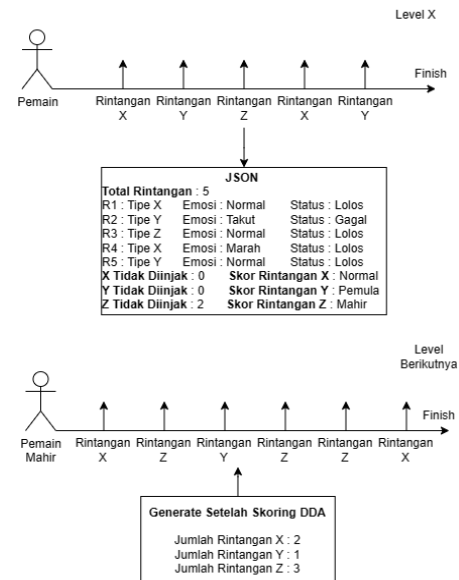 Level X
Finish
Pemain
Rintangan X
Rintangan Y
Rintangan Z
Rintangan X
Rintangan Y
JSON
Total Rintangan : 5
R1 : Tipe X Emosi : Normal Status : Lolos
R2 : Tipe Y Emosi : Takut Status : Gagal
R3 : Tipe Z Emosi : Normal Status : Lolos
R4 : Tipe X Emosi : Marah Status : Lolos
R5 : Tipe Y Emosi : Normal Status : Lolos
X Tidak Diinjak : 0 Skor Rintangan X : Normal
Y Tidak Diinjak : 0 Skor Rintangan Y : Pemula
Z Tidak Diinjak : 2 Skor Rintangan Z : Mahir
Level
Berikutnya
Finish
Pemain
Mahir
Rintangan X
Rintangan Z
Rintangan Y
Rintangan Z
Rintangan Z
Rintangan X
Generate Setelah Skoring DDA
Jumlah Rintangan X : 2
Jumlah Rintangan Y : 1
Jumlah Rintangan Z : 3